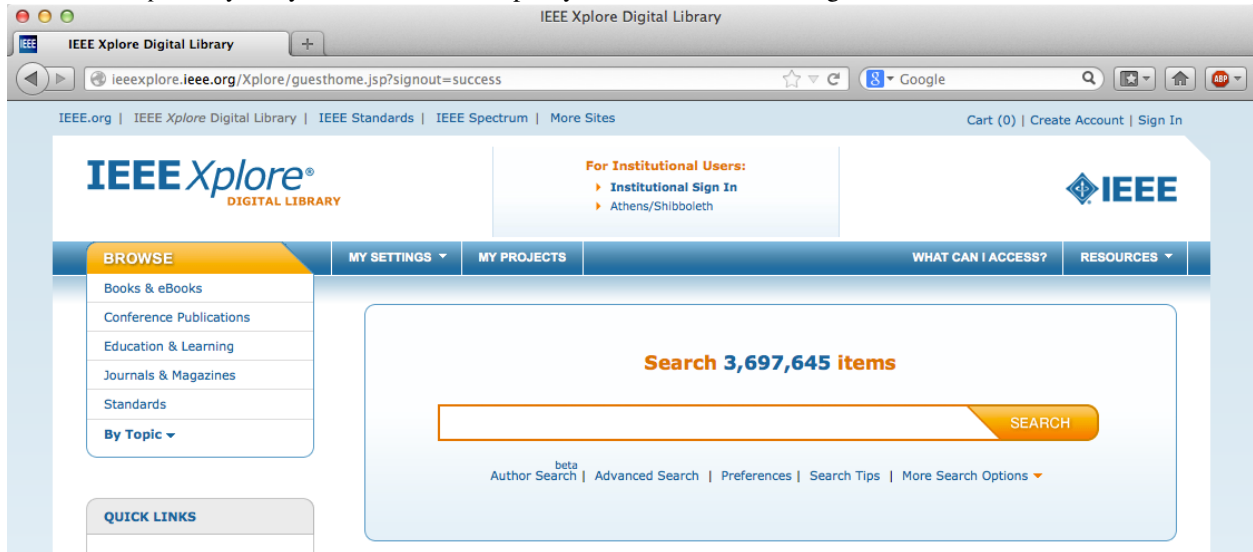 IEEE Xplore Digital Library
IEEE Xplore Digital Library
ieeexplore.ieee.org/Xplore/guesthome.jsp?signout=success
Google
ABP
IEEE.org | IEEE Xplore Digital Library | IEEE Standards | IEEE Spectrum | More Sites
Cart (0) | Create Account | Sign In
IEEE Xplore®
DIGITAL LIBRARY
For Institutional Users:
Institutional Sign In
Athens/Shibboleth
IEEE
BROWSE
MY SETTINGS
MY PROJECTS
WHAT CAN I ACCESS?
RESOURCES
Books & eBooks
Conference Publications
Education & Learning
Journals & Magazines
Standards
By Topic
Search 3,697,645 items
SEARCH
beta
Author Search | Advanced Search | Preferences | Search Tips | More Search Options
QUICK LINKS